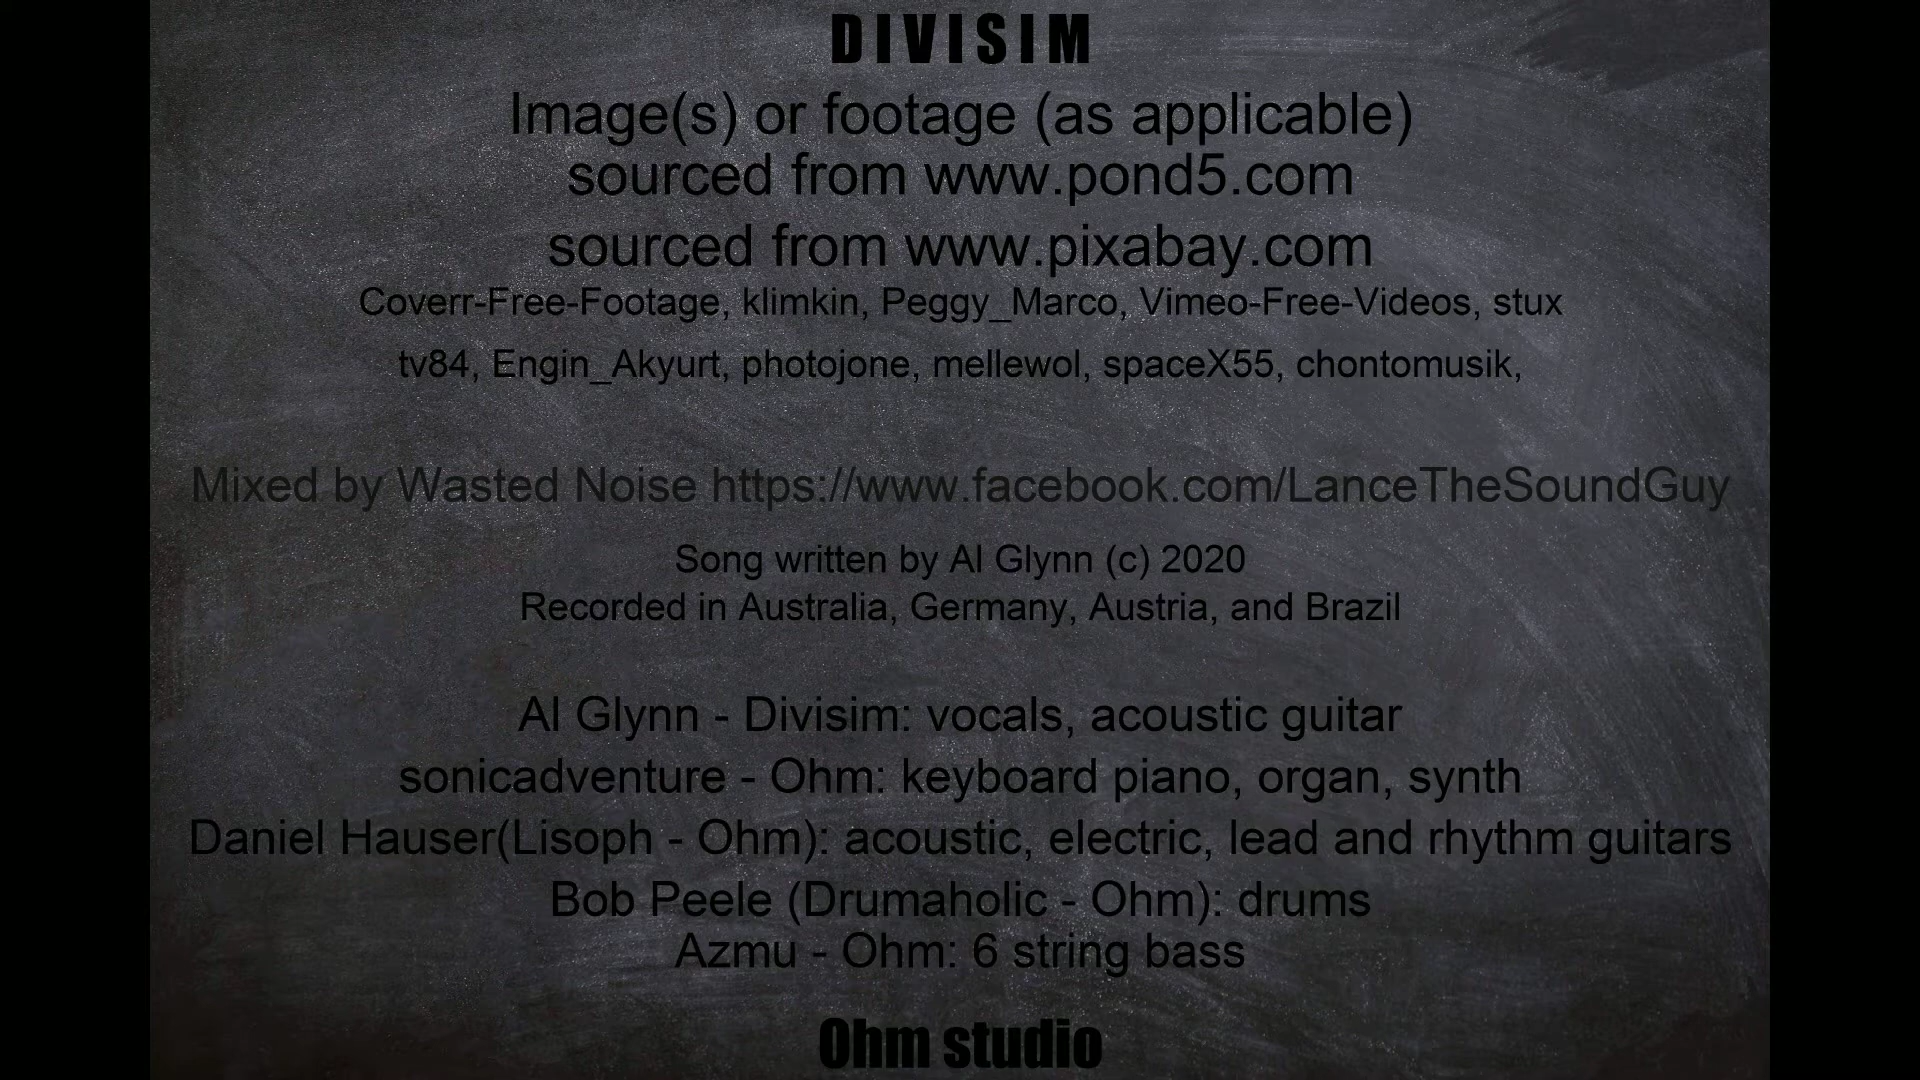 DIVISIM
Image(s) or footage (as applicable)
sourced from www.pond5.com
sourced from www.pixabay.com
Coverr-Free-Footage, klimkin, Peggy_Marco, Vimeo-Free-Videos, stux
tv84, Engin_Akyurt, photojone, mellewol, spaceX55, chontomusik,
Mixed by Wasted Noise https://www.facebook.com/LanceTheSoundGuy
Song written by Al Glynn (c) 2020
Recorded in Australia, Germany, Austria, and Brazil
Al Glynn - Divisim: vocals, acoustic guitar
sonicadventure - Ohm: keyboard piano, organ, synth
Daniel Hauser(Lisoph - Ohm): acoustic, electric, lead and rhythm guitars
Bob Peele (Drumaholic - Ohm): drums
Azmu - Ohm: 6 string bass
Ohm studio